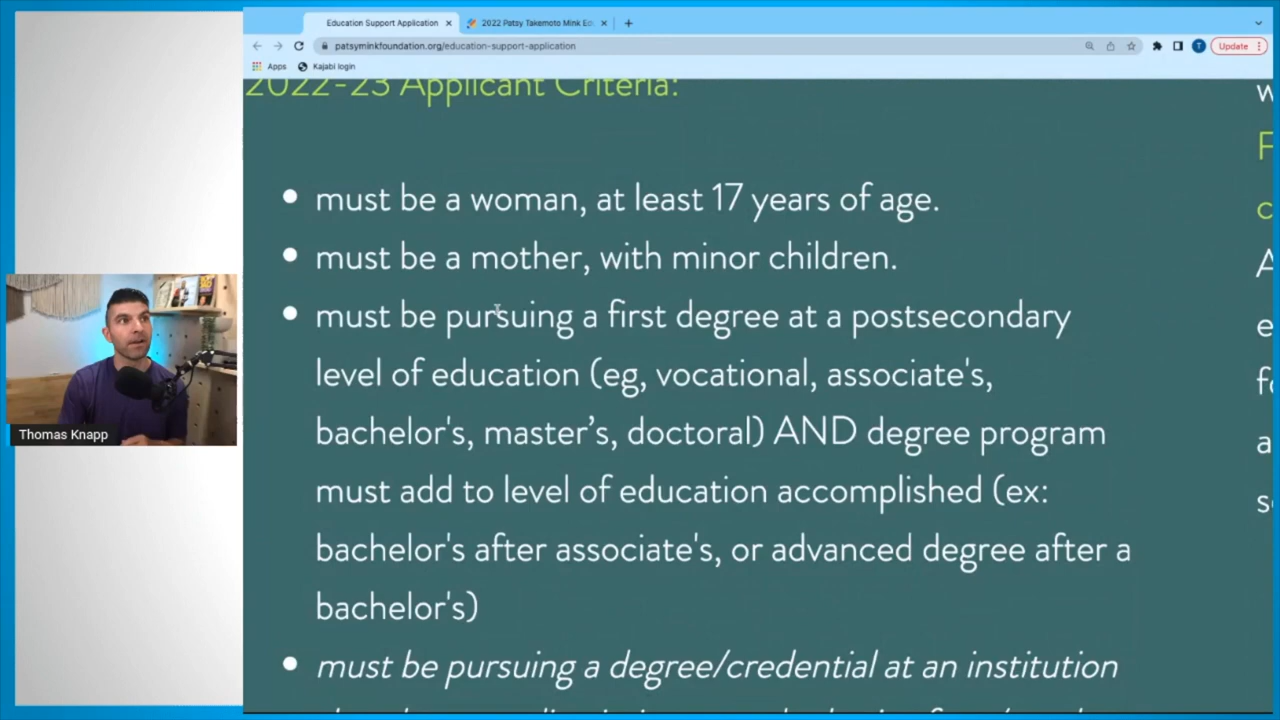 Education Support Application
2022 Patsy Takemoto Mink Ed
patsyminkfoundation.org/education-support-application
T
Update
Apps
Kajabi login
2022-23 Applicant Criteria:
must be a woman, at least 17 years of age.
must be a mother, with minor children.
must be pursuing a first degree at a postsecondary
level of education (eg, vocational, associate's,
bachelor's, master’s, doctoral) AND degree program
must add to level of education accomplished (ex:
bachelor's after associate's, or advanced degree after a
bachelor's)
must be pursuing a degree/credential at an institution
Thomas Knapp